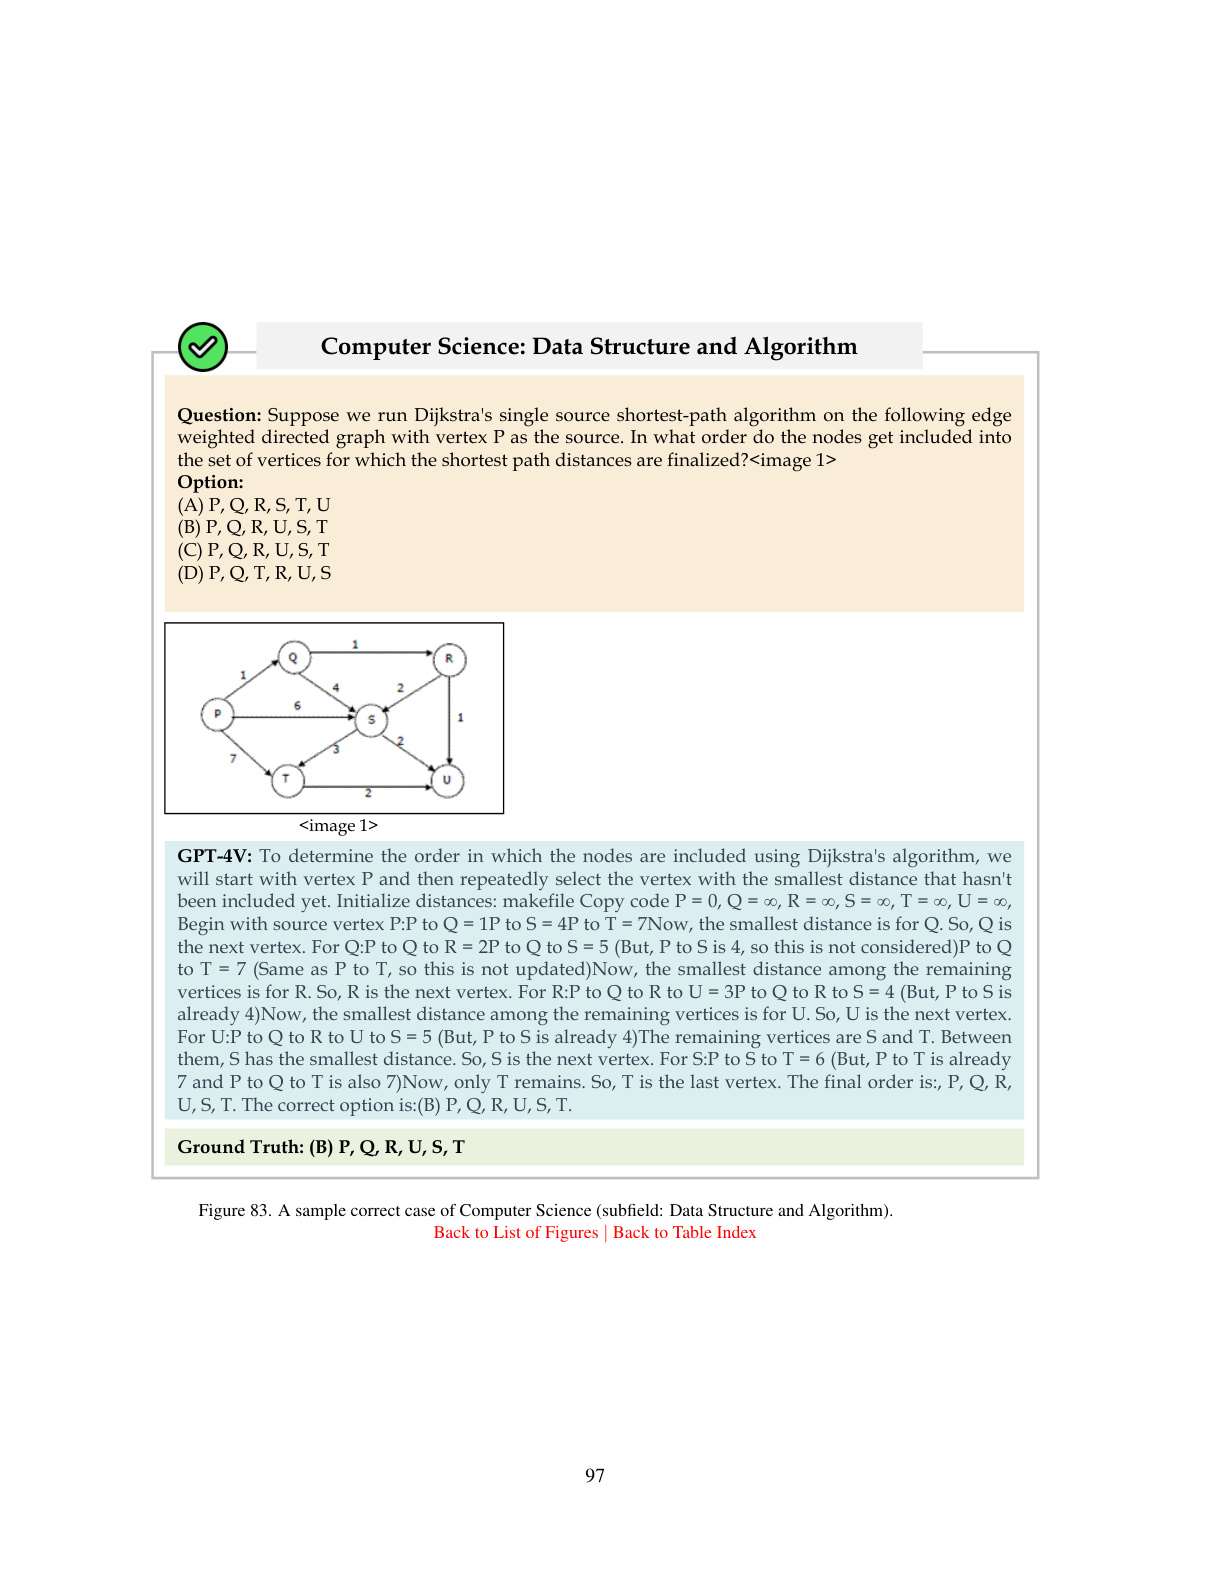 Computer Science: Data Structure and Algorithm
Question: Suppose we run Dijkstra's single source shortest-path algorithm on the following edge
weighted directed graph with vertex P as the source. In what order do the nodes get included into
the set of vertices for which the shortest path distances are finalized?<image 1>
Option:
(A) P, Q, R, S, T, U
(B) P, Q, R, U, S, T
(C) P, Q, R, U, S, T
(D) P, Q, T, R, U, S
1
Q
R
1
4
2
6
P
S
1
7
3
2
T
U
2
<image 1>
GPT-4V: To determine the order in which the nodes are included using Dijkstra's algorithm, we
will start with vertex P and then repeatedly select the vertex with the smallest distance that hasn't
been included yet. Initialize distances: makefile Copy code P = 0, Q = ∞, R = ∞, S = ∞, T = ∞, U = ∞,
Begin with source vertex P:P to Q = 1P to S = 4P to T = 7Now, the smallest distance is for Q. So, Q is
the next vertex. For Q:P to Q to R = 2P to Q to S = 5 (But, P to S is 4, so this is not considered)P to Q
to T = 7 (Same as P to T, so this is not updated)Now, the smallest distance among the remaining
vertices is for R. So, R is the next vertex. For R:P to Q to R to U = 3P to Q to R to S = 4 (But, P to S is
already 4)Now, the smallest distance among the remaining vertices is for U. So, U is the next vertex.
For U:P to Q to R to U to S = 5 (But, P to S is already 4)The remaining vertices are S and T. Between
them, S has the smallest distance. So, S is the next vertex. For S:P to S to T = 6 (But, P to T is already
7 and P to Q to T is also 7)Now, only T remains. So, T is the last vertex. The final order is:, P, Q, R,
U, S, T. The correct option is:(B) P, Q, R, U, S, T.
Ground Truth: (B) P, Q, R, U, S, T
Figure 83. A sample correct case of Computer Science (subfield: Data Structure and Algorithm).
Back to List of Figures | Back to Table Index
97